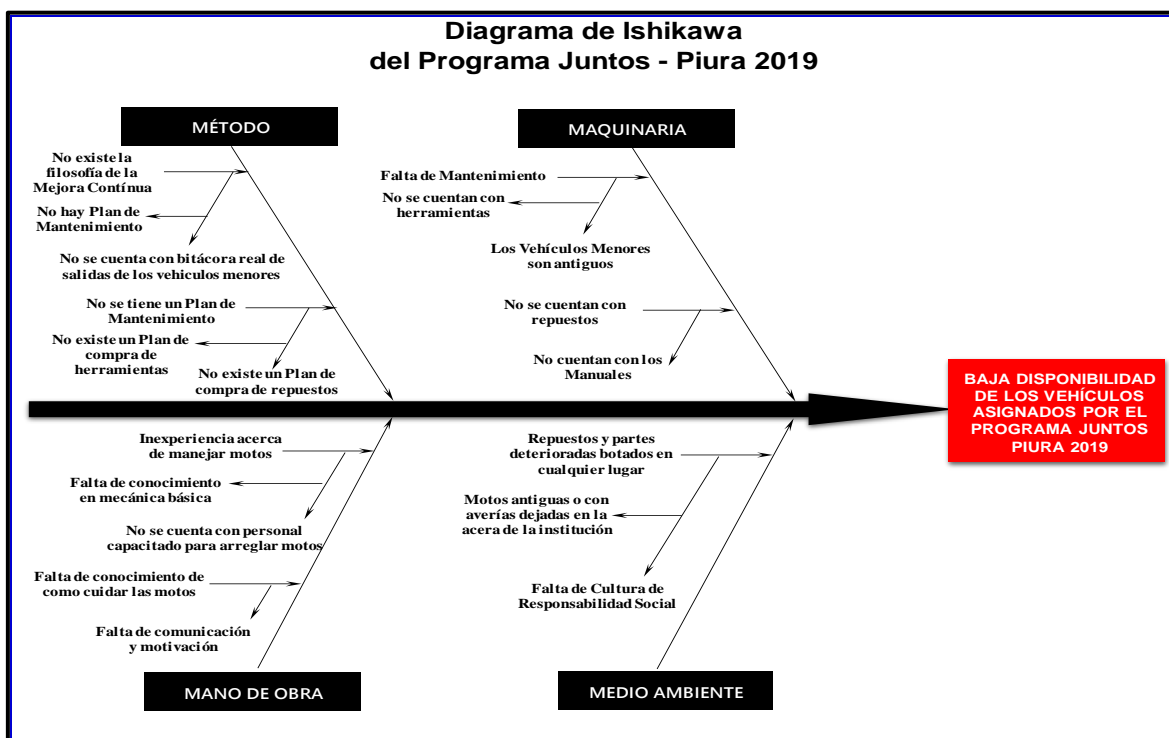 Diagrama de Ishikawa
del Programa Juntos - Piura 2019
MÉTODO
MAQUINARIA
No existe la
filosofía de la
Mejora Contínua
No hay Plan de
Mantenimiento
No se cuenta con bitácora real de
salidas de los vehiculos menores
No se tiene un Plan de
Mantenimiento
No existe un Plan de
compra de
herramientas
No existe un Plan de
compra de repuestos
Falta de Mantenimiento
No se cuentan con
herramientas
Los Vehículos Menores
son antiguos
No se cuentan con
repuestos
No cuentan con los
Manuales
BAJA DISPONIBILIDAD
DE LOS VEHÍCULOS
ASIGNADOS POR EL
PROGRAMA JUNTOS
PIURA 2019
Inexperiencia acerca
de manejar motos
Falta de conocimiento
en mecánica básica
No se cuenta con personal
capacitado para arreglar motos
Falta de conocimiento de
como cuidar las motos
Falta de comunicación
y motivación
Repuestos y partes
deterioradas botados en
cualquier lugar
Motos antiguas o con
averías dejadas en la
acera de la institución
Falta de Cultura de
Responsabilidad Social
MANO DE OBRA
MEDIO AMBIENTE